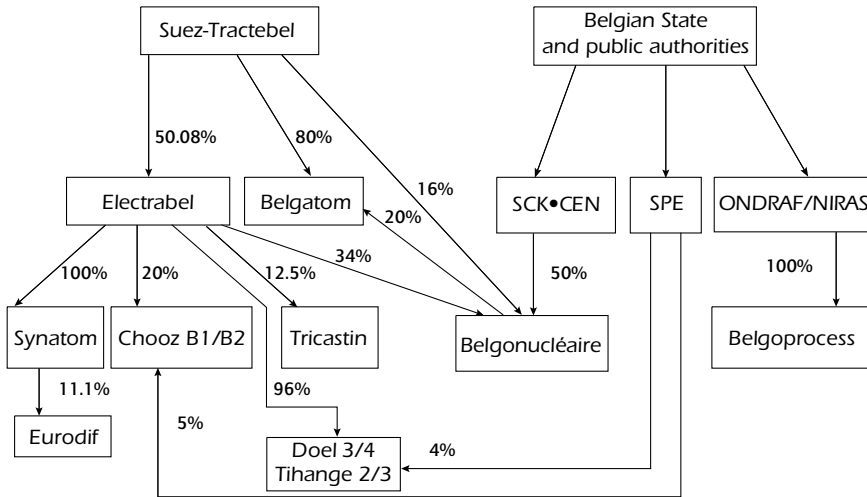 Suez-Tractebel
Belgian State
and public authorities
50.08%
80%
16%
Electrabel
Belgatom
20%
SCK•CEN
SPE
ONDRAF/NIRAS
100%
20%
12.5%
34%
50%
100%
Synatom
Chooz B1/B2
Tricastin
Belgonucléaire
Belgoprocess
11.1%
96%
5%
Eurodif
Doel 3/4
Tihange 2/3
4%